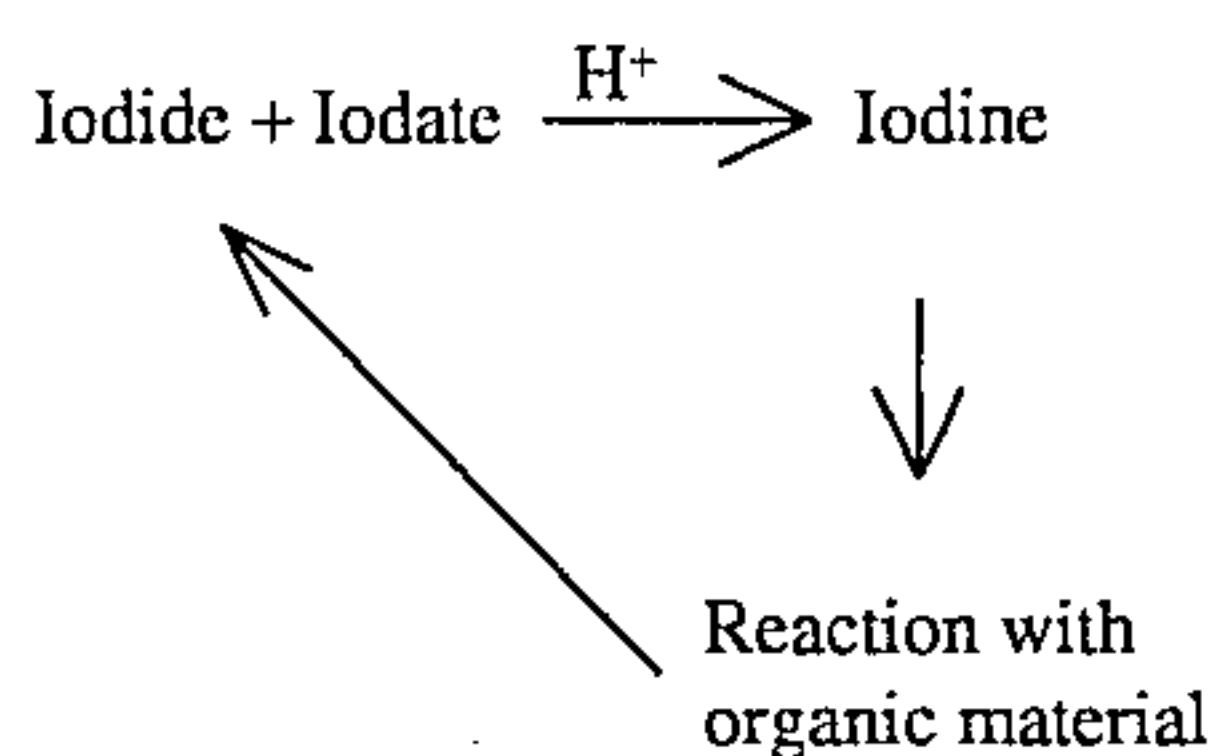 H⁺
Iodide + Iodate Iodine
Reaction with
organic material